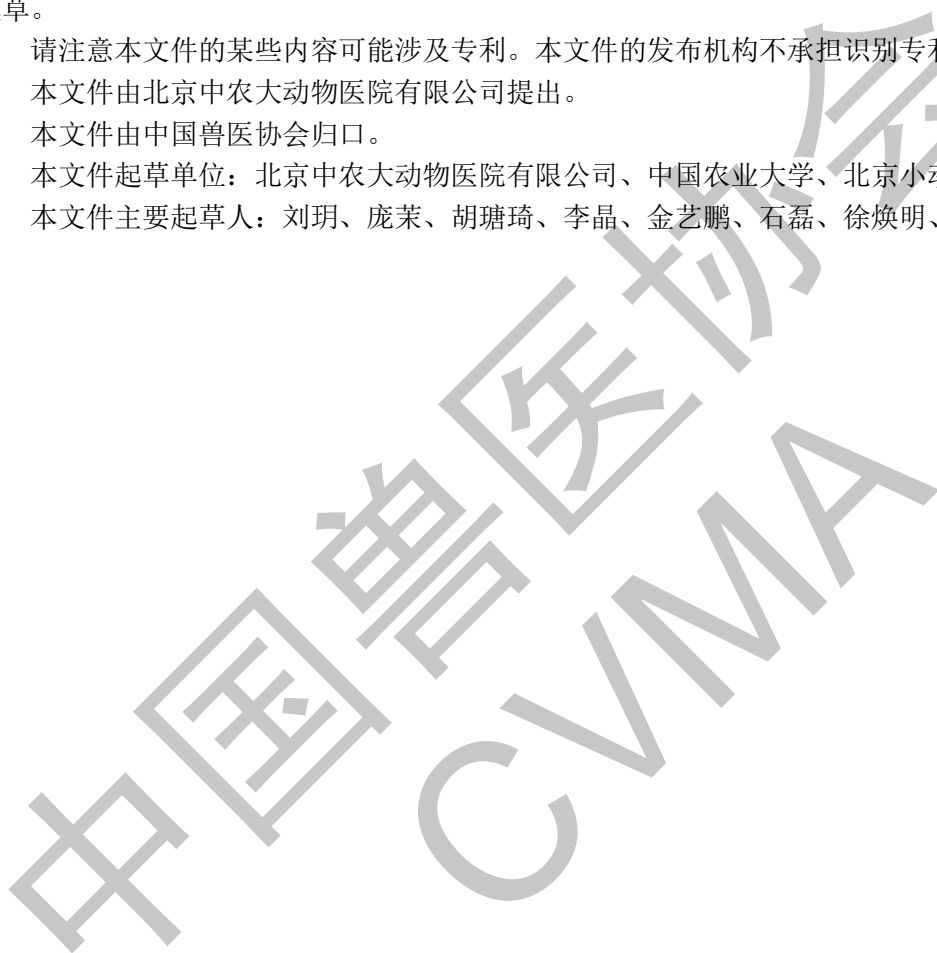 草。
请注意本文件的某些内容可能涉及专利。本文件的发布机构不承担识别专
本文件由北京中农大动物医院有限公司提出。
本文件由中国兽医协会归口。
本文件起草单位：北京中农大动物医院有限公司、中国农业大学、北京小
本文件主要起草人：刘玥、庞茉、胡瑭琦、李晶、金艺鹏、石磊、徐焕明、
中国兽医协会
CVMA